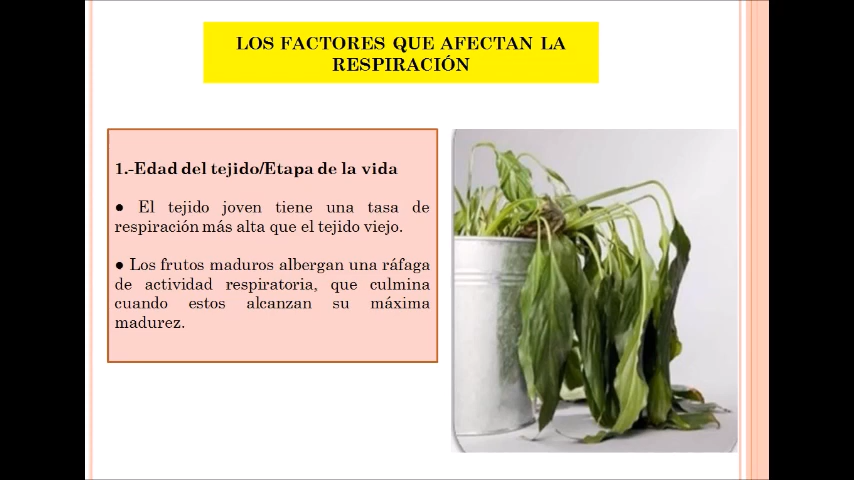 LOS FACTORES QUE AFECTAN LA
RESPIRACIÓN
1.-Edad del tejido/Etapa de la vida
● El tejido joven tiene una tasa de
respiración más alta que el tejido viejo.
● Los frutos maduros albergan una ráfaga
de actividad respiratoria, que culmina
cuando estos alcanzan su máxima
madurez.